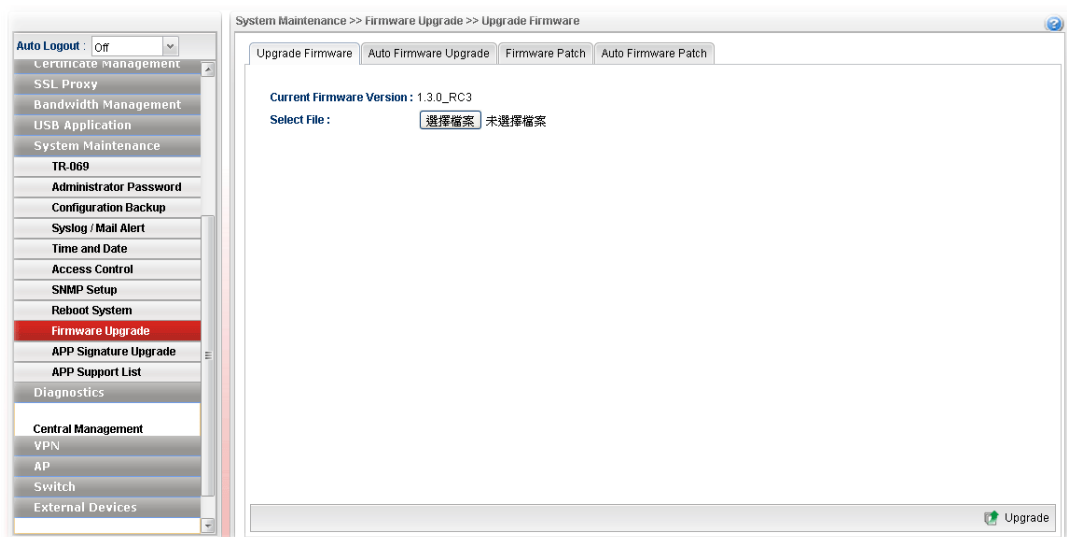 System Maintenance >> Firmware Upgrade >> Upgrade Firmware
Auto Logout : Off
Certificate Management
SSL Proxy
Bandwidth Management
USB Application
System Maintenance
TR-069
Administrator Password
Configuration Backup
Syslog / Mail Alert
Time and Date
Access Control
SNMP Setup
Reboot System
Firmware Upgrade
APP Signature Upgrade
APP Support List
Diagnostics
Central Management
VPN
AP
Switch
External Devices
Upgrade Firmware Auto Firmware Upgrade Firmware Patch Auto Firmware Patch
Current Firmware Version : 1.3.0_RC3
Select File : 選擇檔案 未選擇檔案
Upgrade